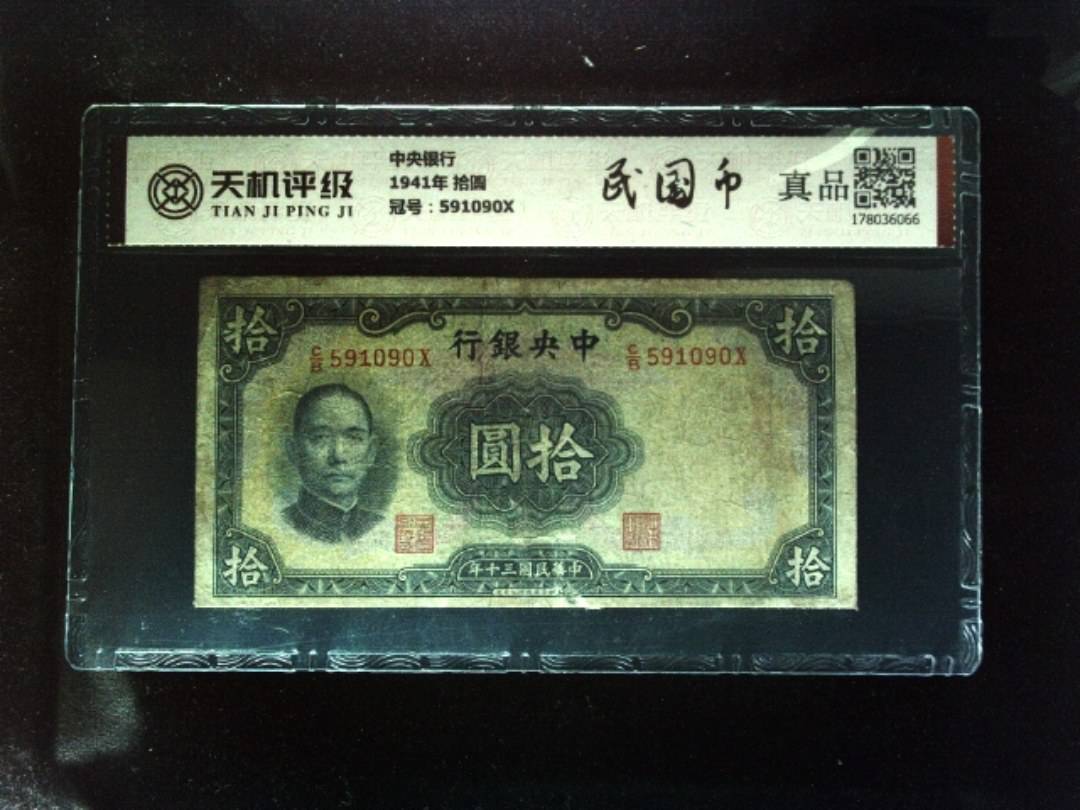 天机评级
TIAN JI PING JI
中央银行
1941年 拾圆
冠号：591090X
民国币
真品
178036066
拾
拾
行銀央中
C/B 591090X
C/B 591090X
圓拾
拾
拾
年十三國民華中